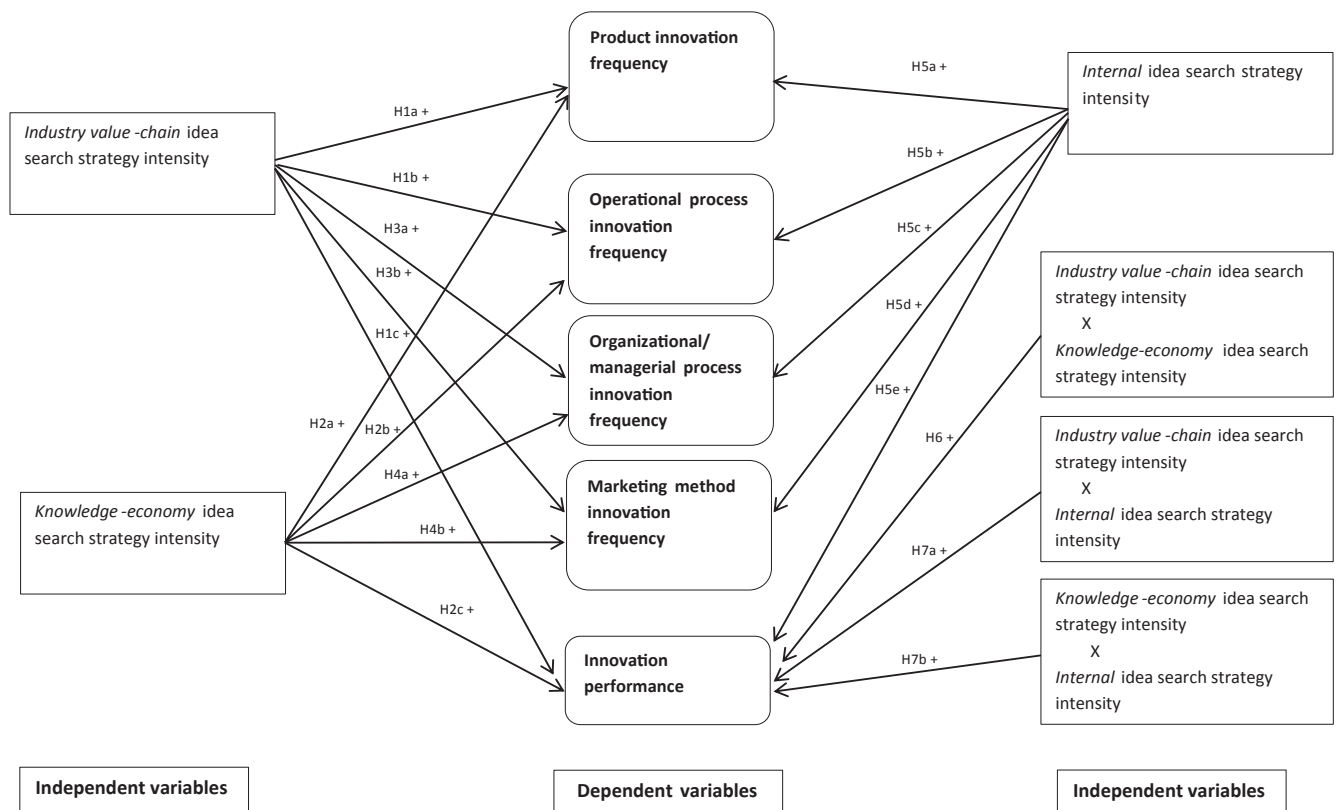 Product innovation
frequency
H5a +
Internal idea search strategy
intensity
H1a +
Industry value -chain idea
search strategy intensity
H5b +
H1b +
Operational process
innovation
frequency
H3a +
H5c +
H3b +
Industry value -chain idea search
strategy intensity
X
Knowledge-economy idea search
strategy intensity
H5d +
H1c +
Organizational/
managerial process
innovation
frequency
H5e +
H2a +
H2b +
H6 +
Industry value -chain idea search
strategy intensity
X
Internal idea search strategy
intensity
H4a +
Marketing method
innovation
frequency
Knowledge -economy idea
search strategy intensity
H4b +
H7a +
H2c +
Knowledge -economy idea search
strategy intensity
X
Internal idea search strategy
intensity
Innovation
performance
H7b +
Independent variables
Dependent variables
Independent variables